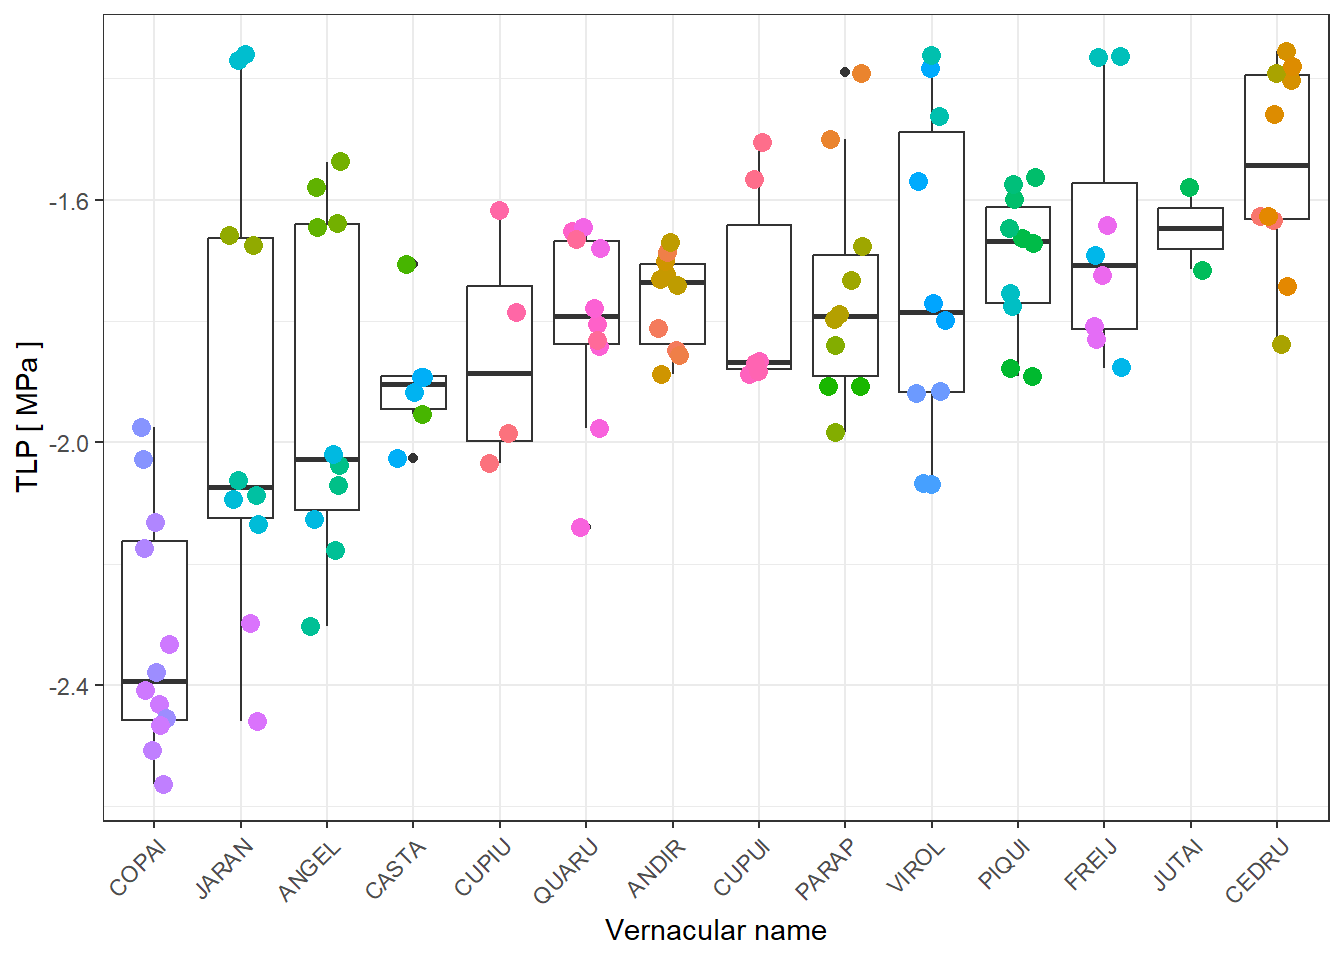 TLP [ MPa ]
-1.6
-2.0
-2.4
COPAI
JARAN
ANGEL
CASTA
CUPIU
QUARU
ANDIR
CUPUI
PARAP
VIROL
PIQUI
FREIJ
JUTAI
CEDRU
Vernacular name